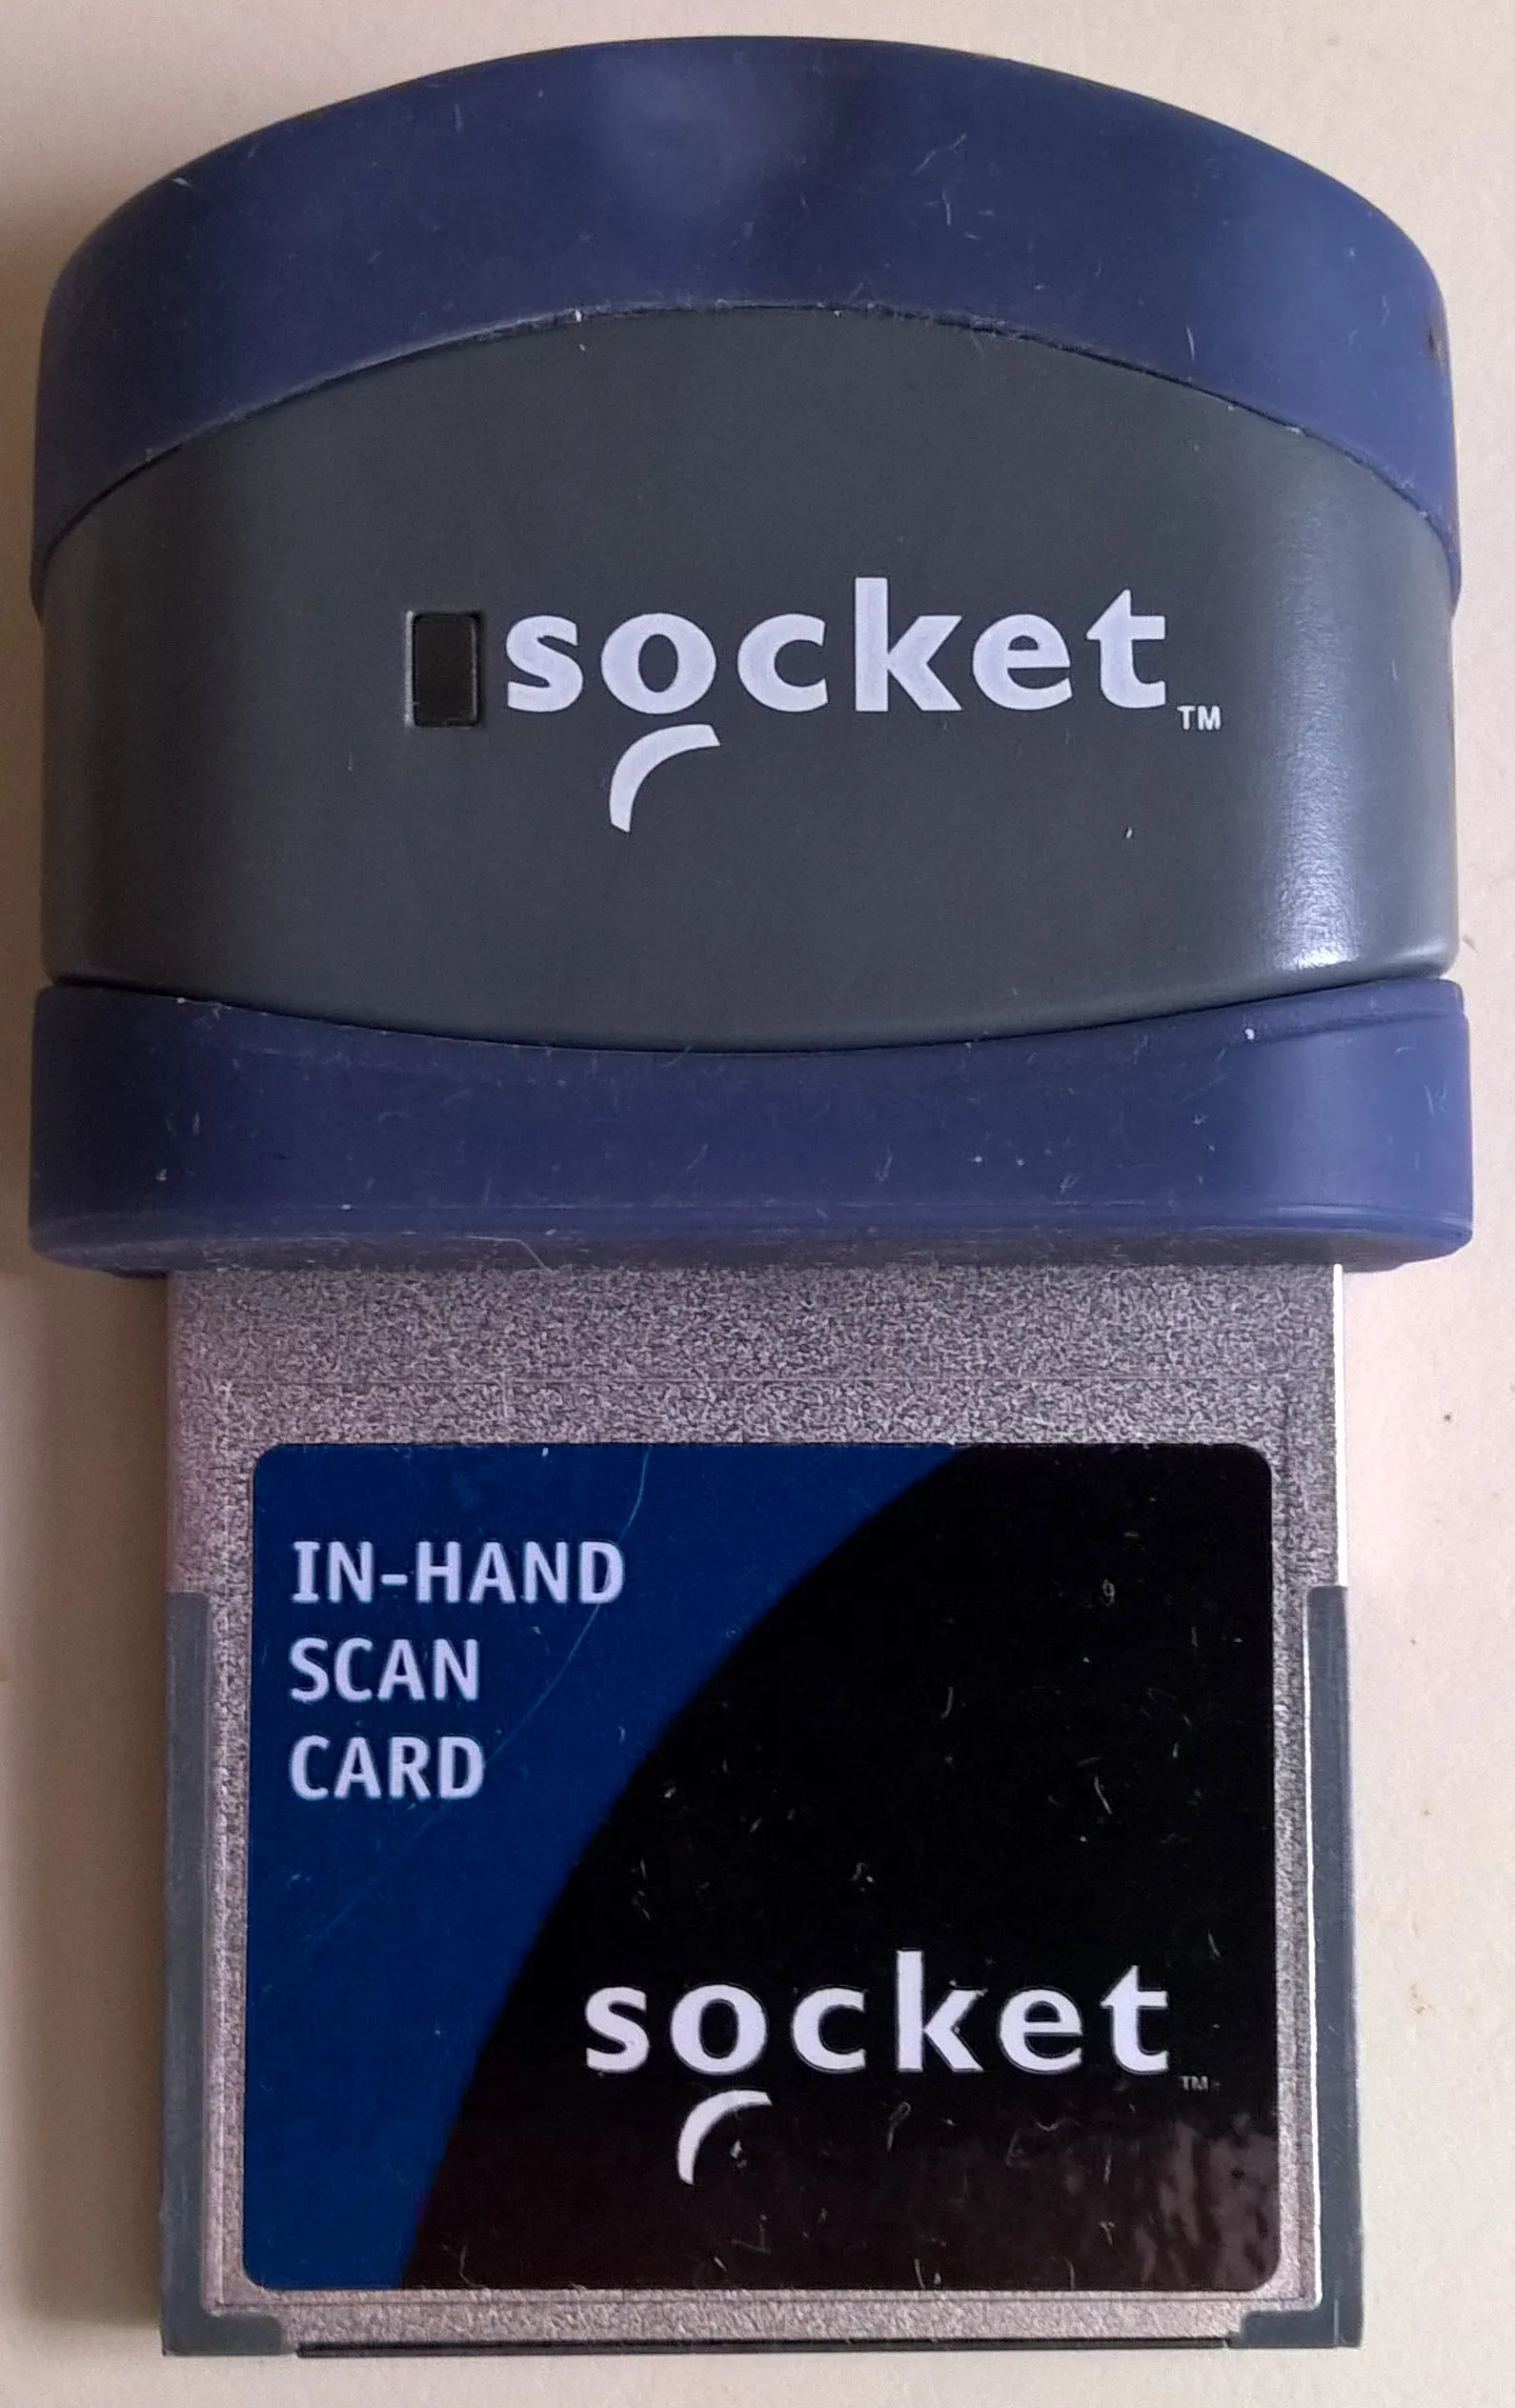 socket™
IN-HAND
SCAN
CARD
socket™